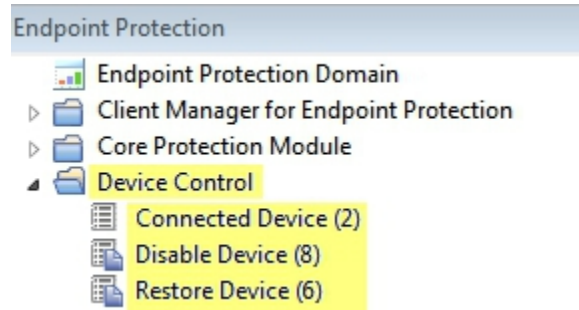 Endpoint Protection
Endpoint Protection Domain
Client Manager for Endpoint Protection
Core Protection Module
Device Control
Connected Device (2)
Disable Device (8)
Restore Device (6)